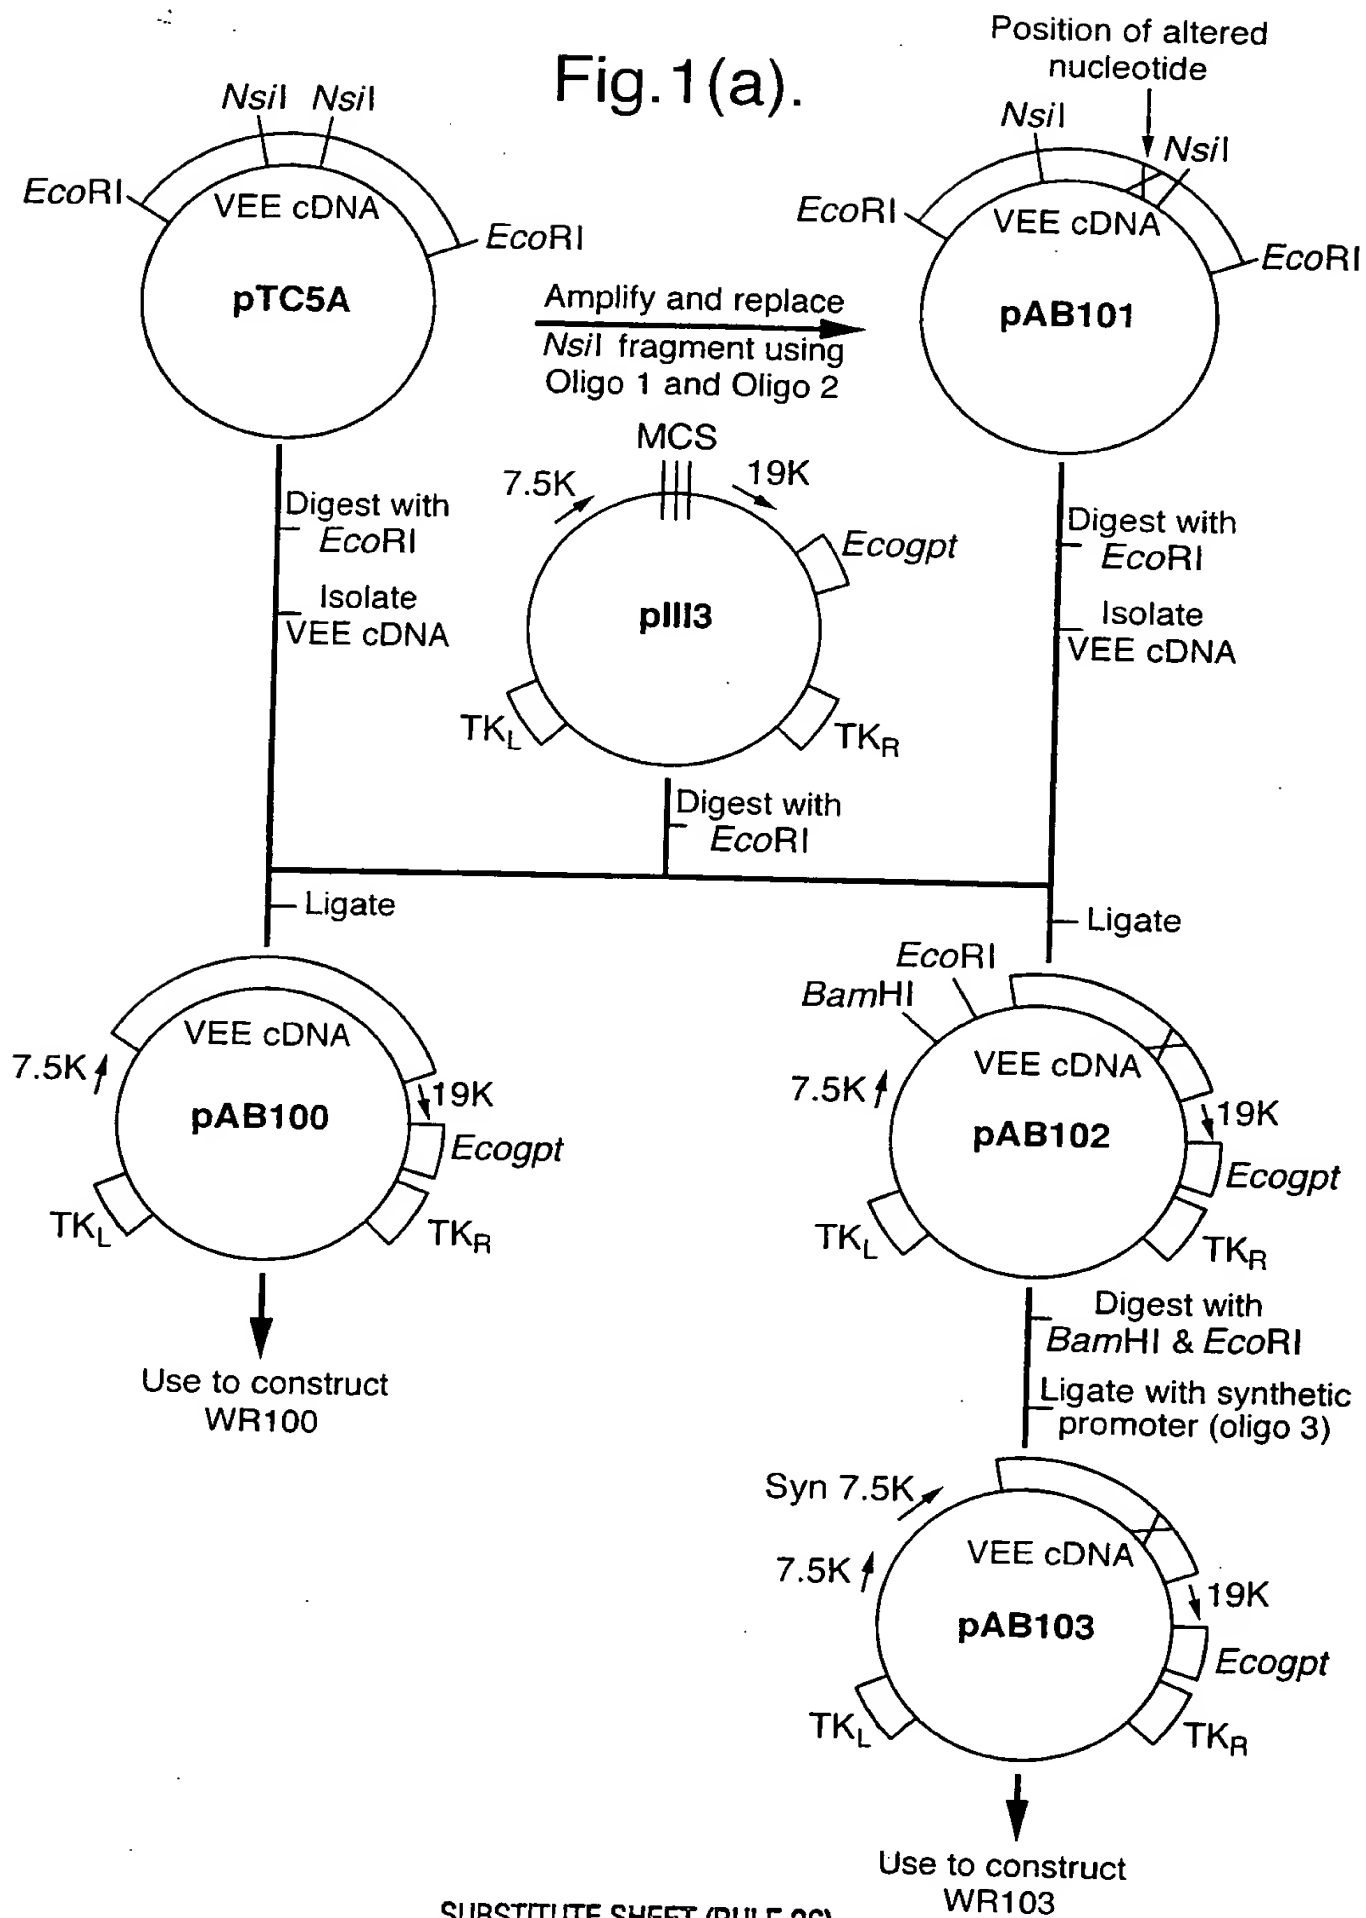 Fig.1(a).
Position of altered
nucleotide
NsiI NsiI
EcoRI
VEE cDNA
EcoRI
pTC5A
NsiI
NsiI
EcoRI
VEE cDNA
EcoRI
pAB101
Amplify and replace
NsiI fragment using
Oligo 1 and Oligo 2
Digest with
EcoRI
Isolate
VEE cDNA
MCS
7.5K
19K
Ecogpt
pIII3
TKL
TKR
Digest with
EcoRI
Digest with
EcoRI
Isolate
VEE cDNA
Ligate
Ligate
VEE cDNA
7.5K
19K
pAB100
Ecogpt
TKL
TKR
Use to construct
WR100
EcoRI
BamHI
VEE cDNA
7.5K
19K
pAB102
Ecogpt
TKL
TKR
Digest with
BamHI & EcoRI
Ligate with synthetic
promoter (oligo 3)
Syn 7.5K
VEE cDNA
7.5K
19K
pAB103
Ecogpt
TKL
TKR
Use to construct
WR103
SUBSTITUTE SHEET (RULE 26)